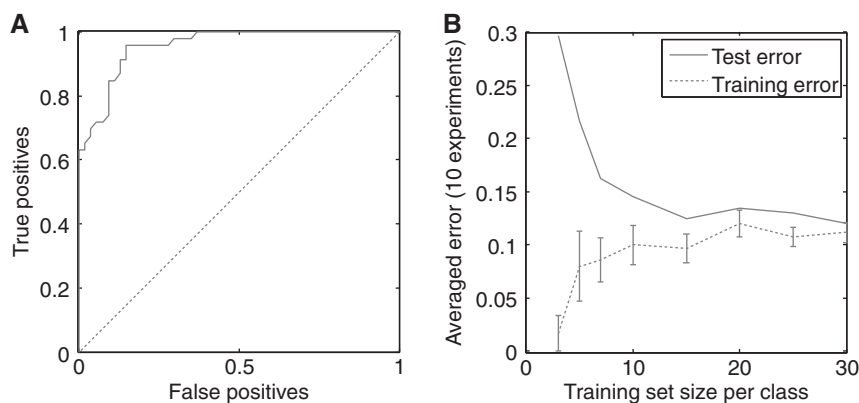 A
1
0.8
0.6
0.4
0.2
0
0
0.5
1
True positives
False positives
B
0.3
0.25
0.2
0.15
0.1
0.05
0
0
10
20
30
Averaged error (10 experiments)
Training set size per class
Test error
Training error